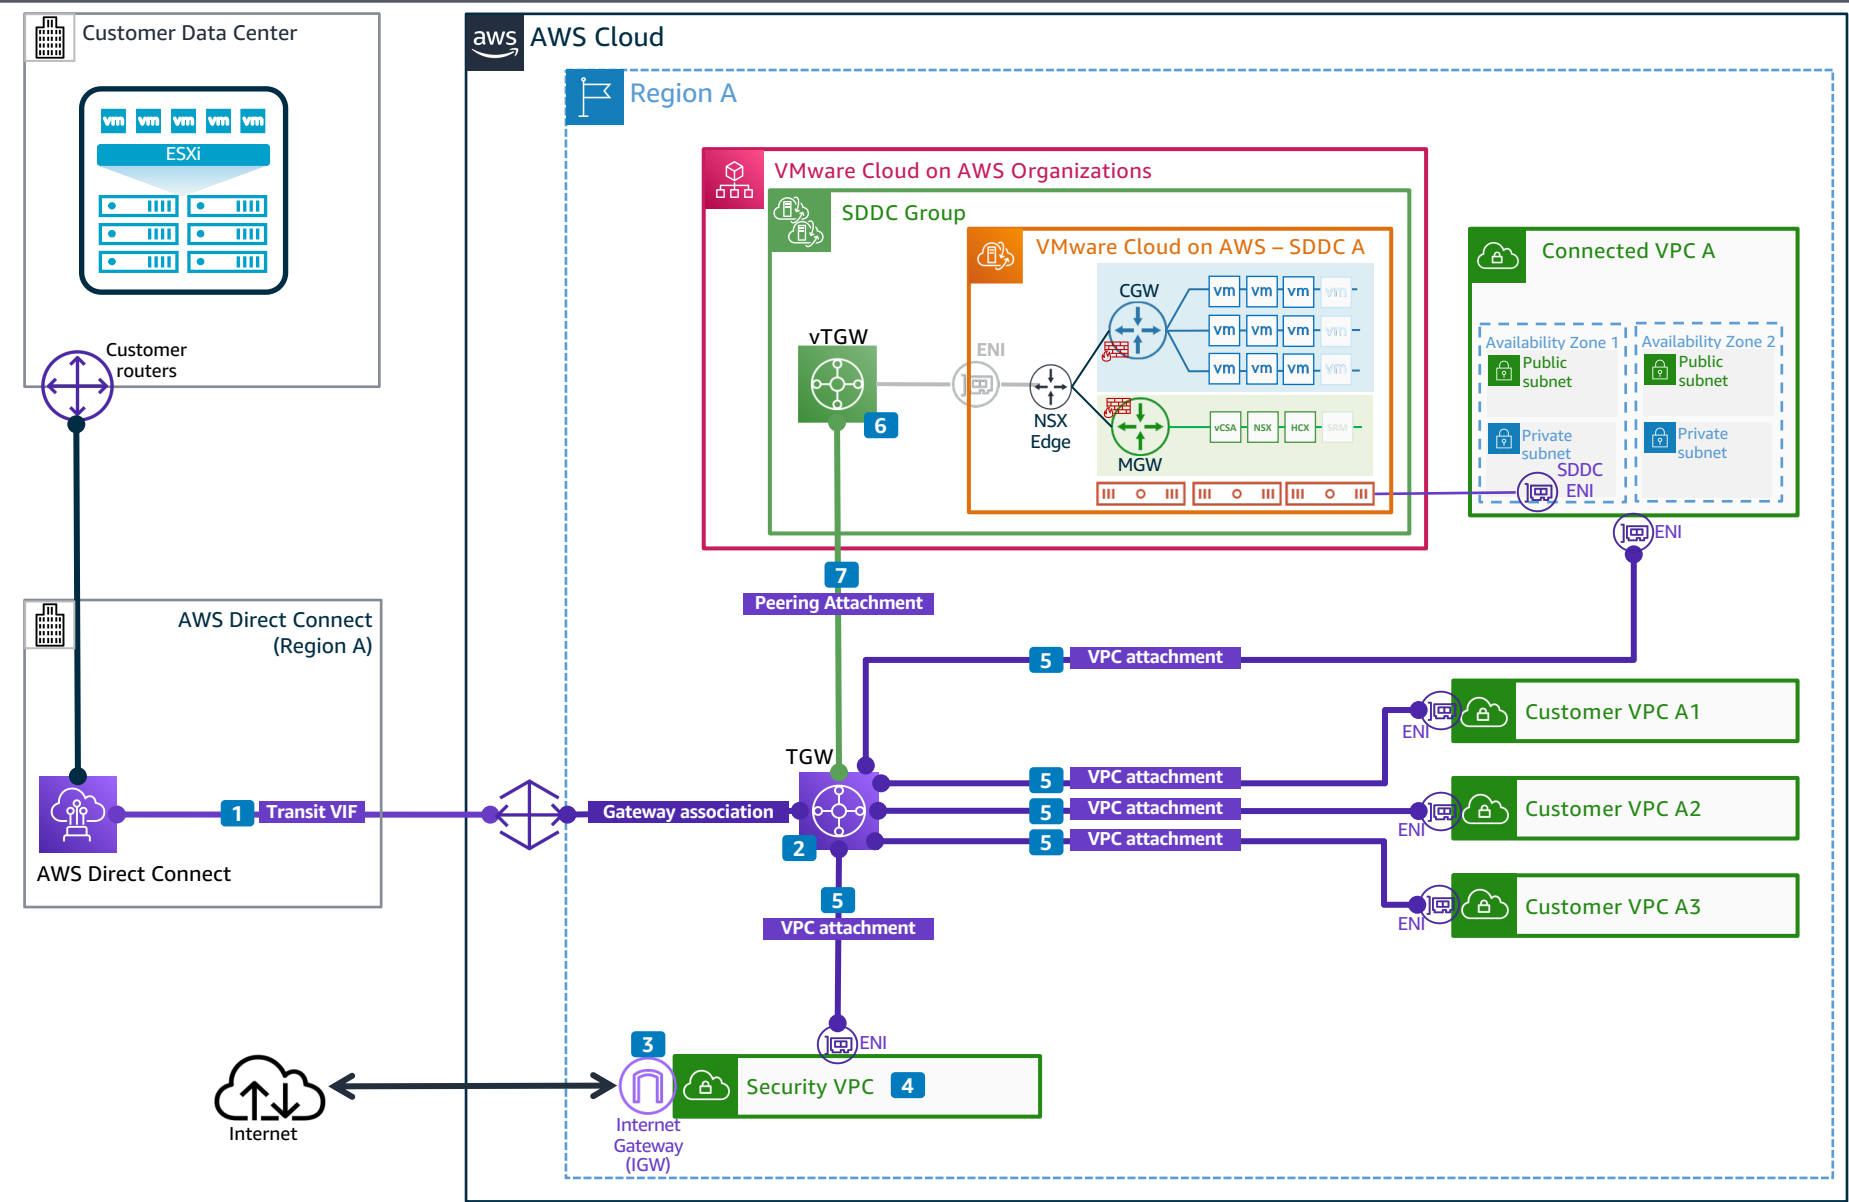 Customer Data Center
vm vm vm vm vm
ESXi
Customer
routers
AWS Direct Connect
(Region A)
1
Transit VIF
AWS Direct Connect
Internet
aws
AWS Cloud
Region A
VMware Cloud on AWS Organizations
SDDC Group
VMware Cloud on AWS – SDDC A
vTGW
6
ENI
NSX
Edge
CGW
vm vm vm vm
vm vm vm vm
vm vm vm vm
MGW
vCSA NSX HCX SRM
Connected VPC A
Availability Zone 1
Public
subnet
Private
subnet
SDDC
ENI
Availability Zone 2
Public
subnet
Private
subnet
ENI
7
Peering Attachment
5 VPC attachment
TGW
Gateway association
2
5 VPC attachment
ENI
Customer VPC A1
5 VPC attachment
ENI
Customer VPC A2
5 VPC attachment
ENI
Customer VPC A3
5
VPC attachment
ENI
3
Security VPC 4
Internet
Gateway
(IGW)